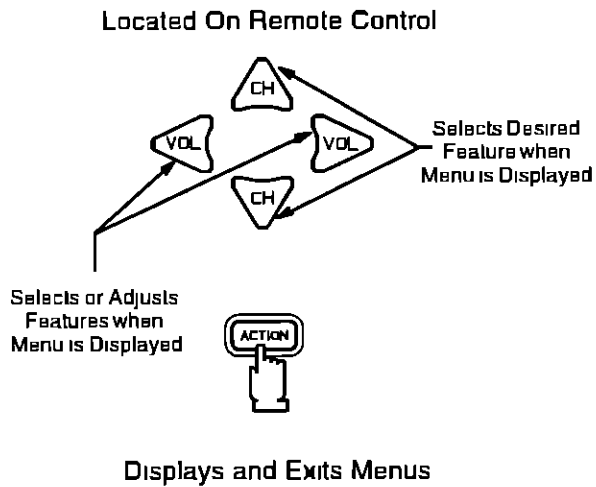 Located On Remote Control
CH
VOL
VOL
CH
Selects Desired
Feature when
Menu is Displayed
Selects or Adjusts
Features when
Menu is Displayed
ACTION
Displays and Exits Menus